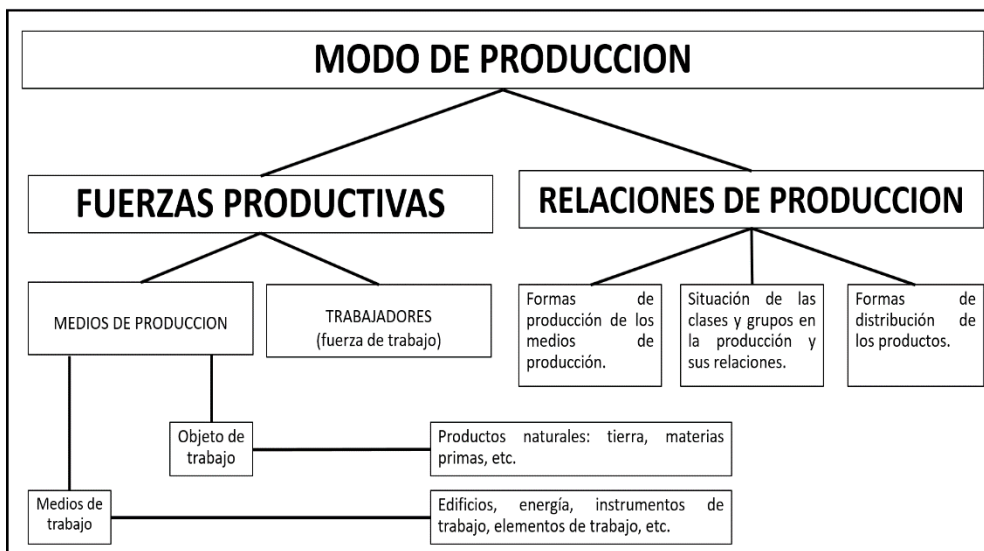 MODO DE PRODUCCION
FUERZAS PRODUCTIVAS
RELACIONES DE PRODUCCION
MEDIOS DE PRODUCCION
TRABAJADORES
(fuerza de trabajo)
Formas de
producción de los
medios de
producción.
Situación de las
clases y grupos en
la producción y
sus relaciones.
Formas de
distribución de
los productos.
Objeto de
trabajo
Productos naturales: tierra, materias
primas, etc.
Medios de
trabajo
Edificios, energía, instrumentos de
trabajo, elementos de trabajo, etc.